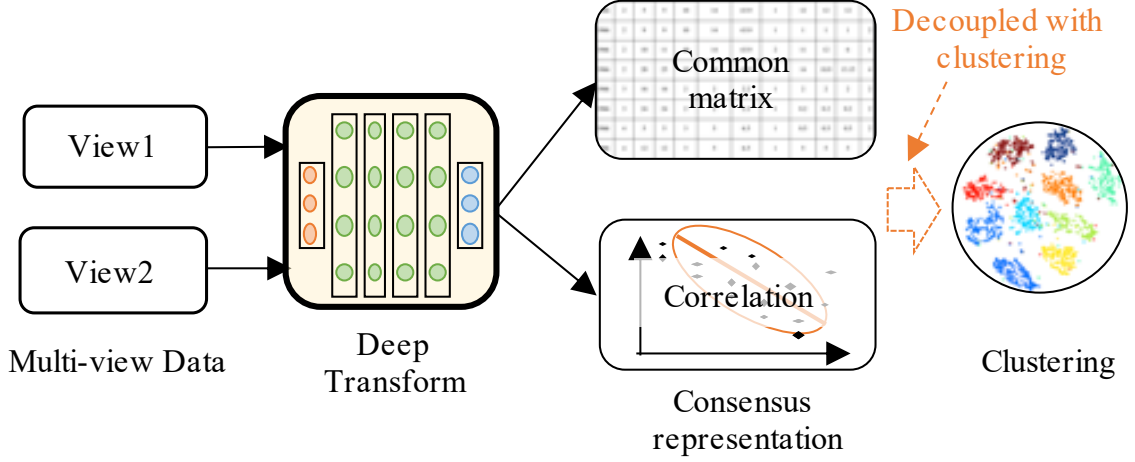 View1
View2
Multi-view Data
Deep
Transform
Common
matrix
Correlation
Consensus
representation
Decoupled with
clustering
Clustering